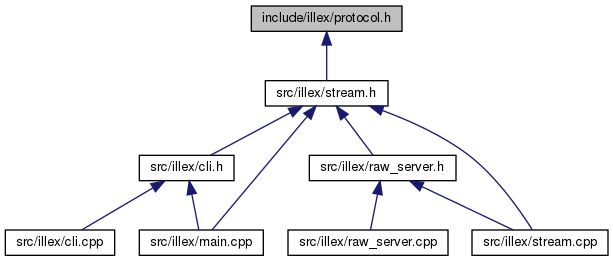 include/illex/protocol.h
src/illex/stream.h
src/illex/cli.h
src/illex/raw_server.h
src/illex/cli.cpp
src/illex/main.cpp
src/illex/raw_server.cpp
src/illex/stream.cpp